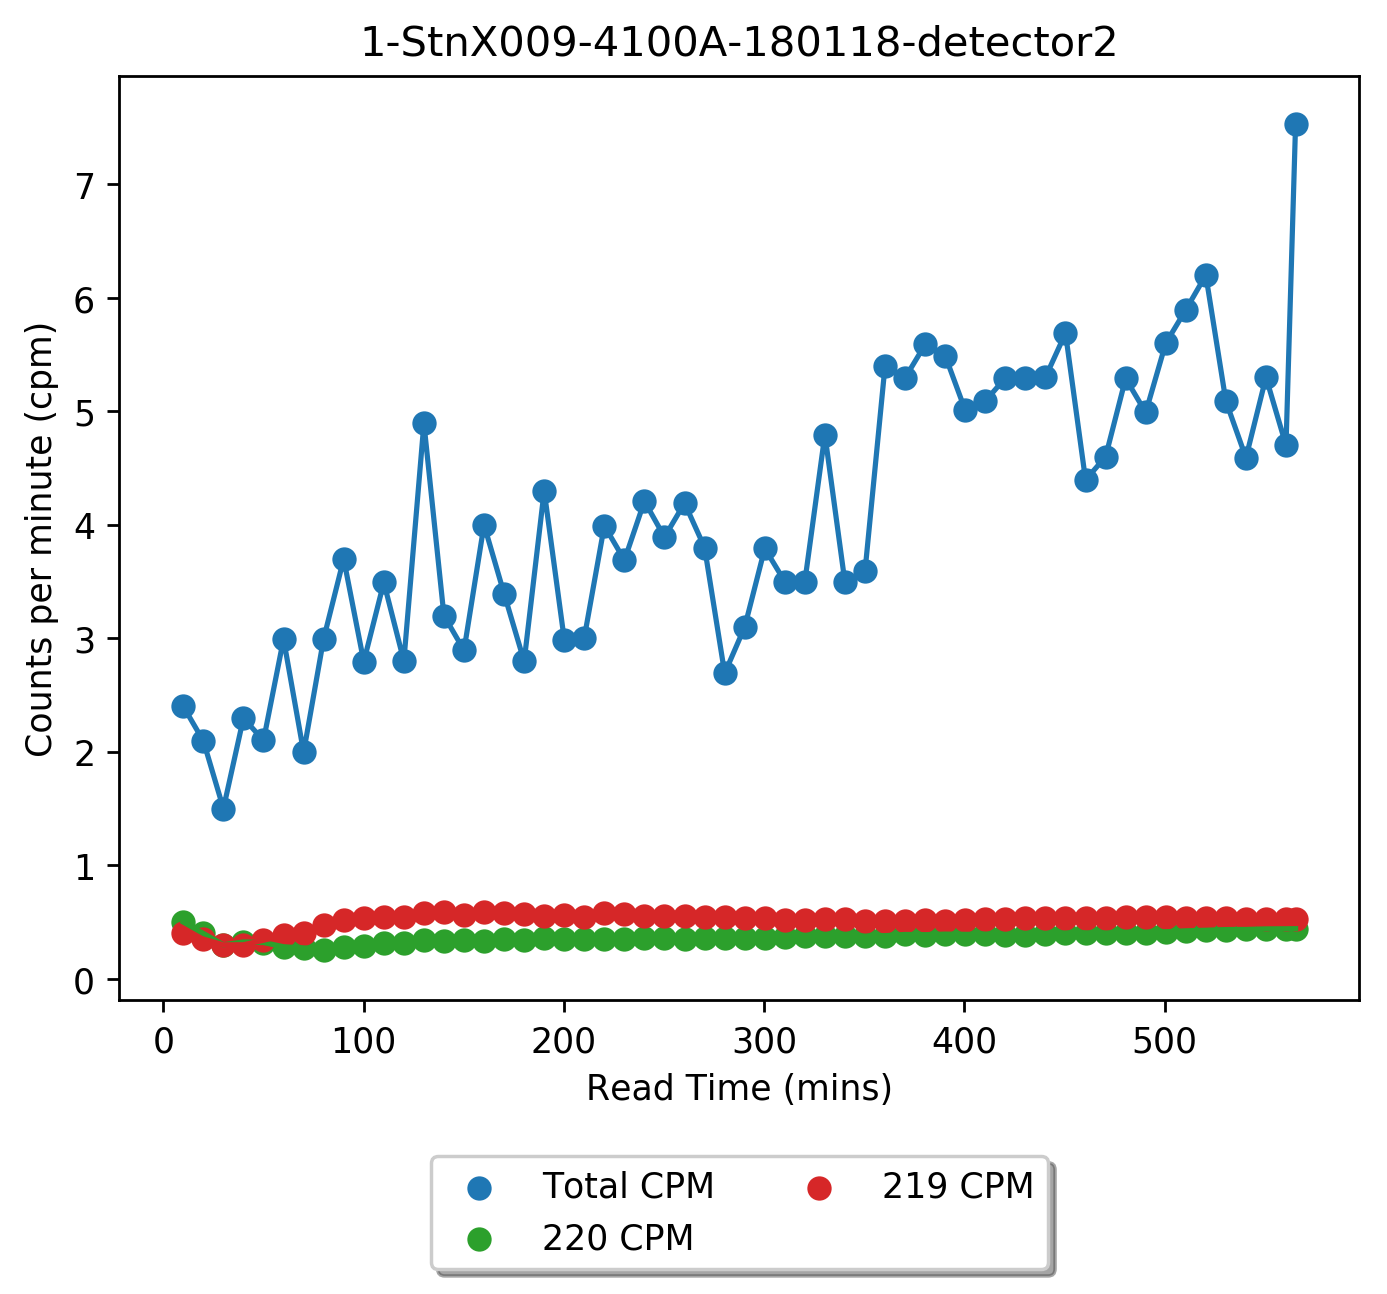 1-StnX009-4100A-180118-detector2
7
6
5
4
3
2
1
0
Counts per minute (cpm)
0 100 200 300 400 500
Read Time (mins)
Total CPM 219 CPM
220 CPM